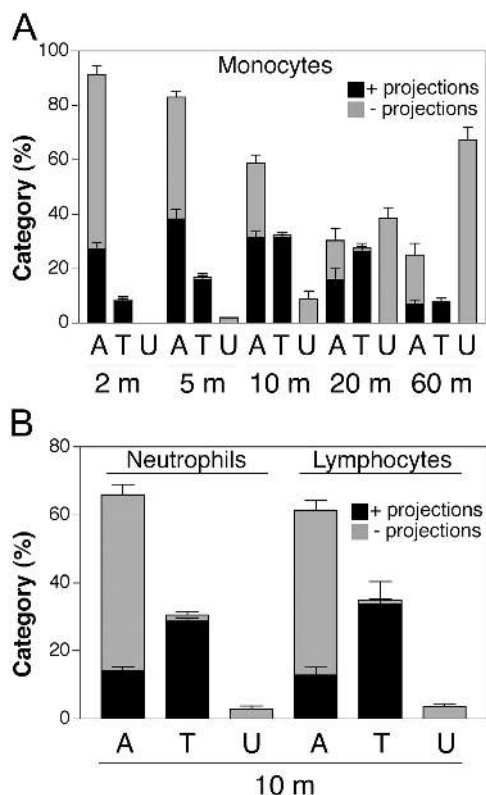 A
Monocytes
+ projections
- projections
Category (%)
100
80
60
40
20
0
A T U A T U A T U A T U A T U
2 m 5 m 10 m 20 m 60 m
B
Neutrophils Lymphocytes
+ projections
- projections
Category (%)
80
60
40
20
0
A T U A T U
10 m